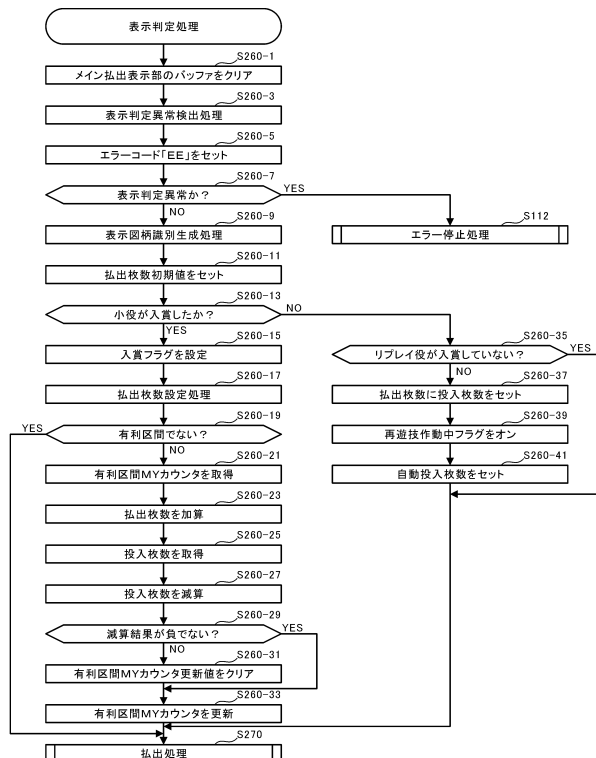 表示判定処理
S260-1
メイン払出表示部のバッファをクリア
S260-3
表示判定異常検出処理
S260-5
エラーコード「EE」をセット
S260-7
表示判定異常か？
YES
NO
S260-9
表示図柄識別生成処理
S112
エラー停止処理
S260-11
払出枚数初期値をセット
S260-13
小役が入賞したか？
NO
YES
S260-15
入賞フラグを設定
S260-35
リプレイ役が入賞していない？
YES
NO
S260-17
払出枚数設定処理
S260-37
払出枚数に投入枚数をセット
S260-19
有利区間でない？
YES
NO
S260-39
再遊技作動中フラグをオン
S260-21
有利区間MYカウンタを取得
S260-41
自動投入枚数をセット
S260-23
払出枚数を加算
S260-25
投入枚数を取得
S260-27
投入枚数を減算
S260-29
減算結果が負でない？
YES
NO
S260-31
有利区間MYカウンタ更新値をクリア
S260-33
有利区間MYカウンタを更新
S270
払出処理